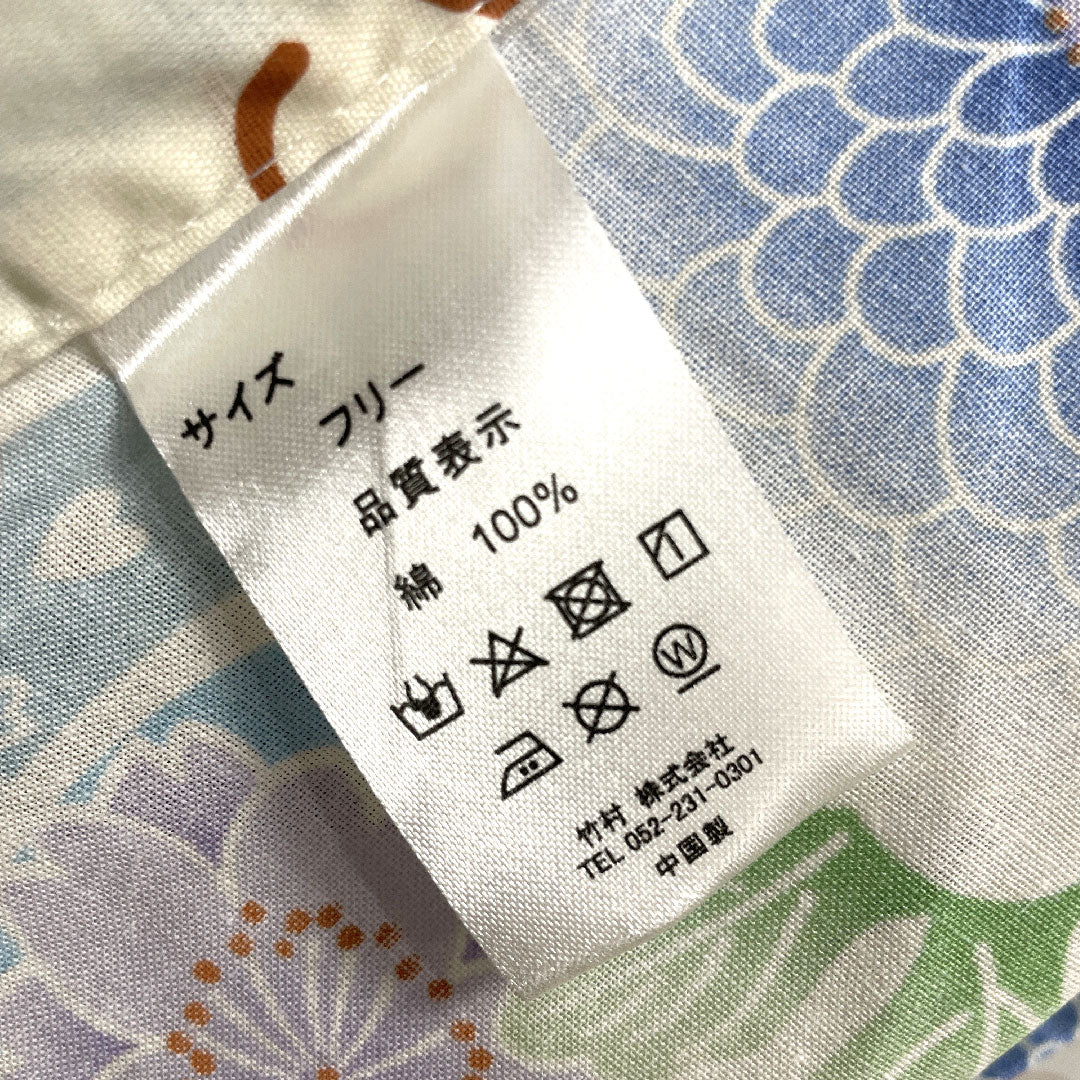 サイズ
フリー
品質表示
綿 100%
1
W
竹村 株式会社
TEL 052-231-0301
中国製